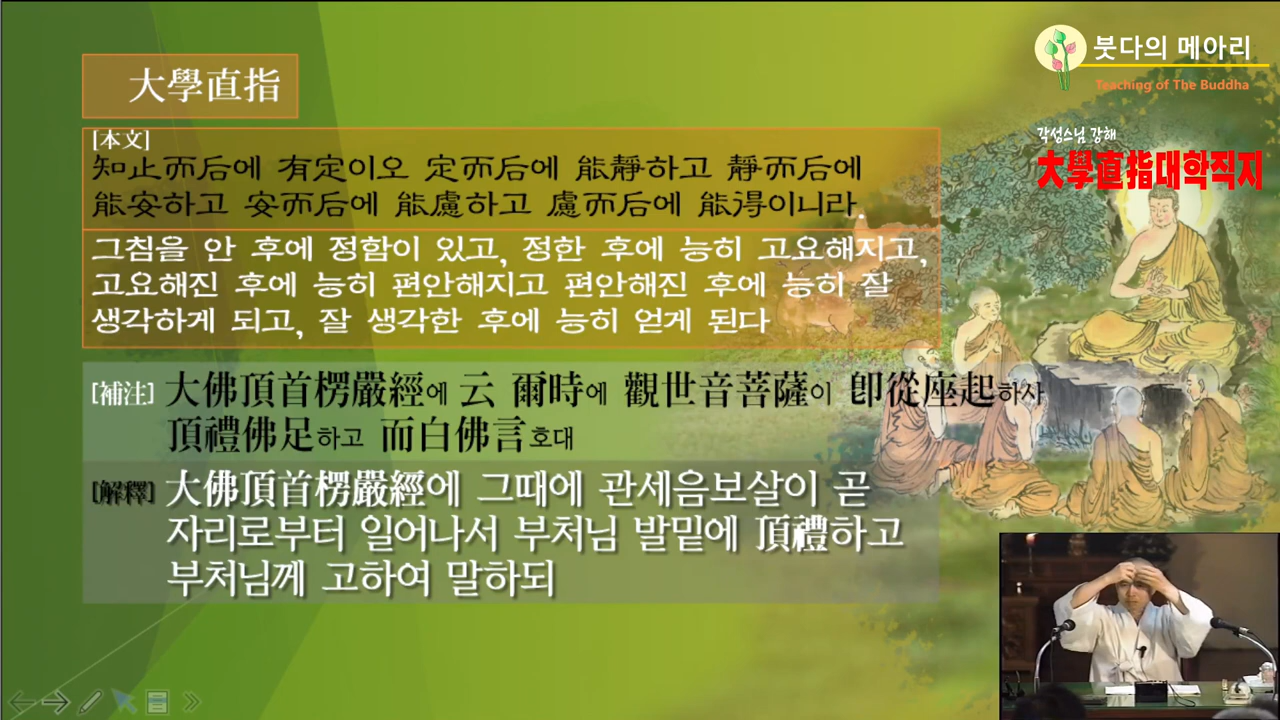 붓다의 메아리
Teaching of The Buddha
각성스님 강해
大學直指대학직지
大學直指
[本文]
知止而后에 有定이오 定而后에 能靜하고 靜而后에
能安하고 安而后에 能慮하고 慮而后에 能得이니라.
그침을 안 후에 정함이 있고, 정한 후에 능히 고요해지고,
고요해진 후에 능히 편안해지고 편안해진 후에 능히 잘
생각하게 되고, 잘 생각한 후에 능히 얻게 된다
[補注] 大佛頂首楞嚴經에 云 爾時에 觀世音菩薩이 卽從座起하사
頂禮佛足하고 而白佛言호대
[解釋] 大佛頂首楞嚴經에 그때에 관세음보살이 곧
자리로부터 일어나서 부처님 발밑에 頂禮하고
부처님께 고하여 말하되